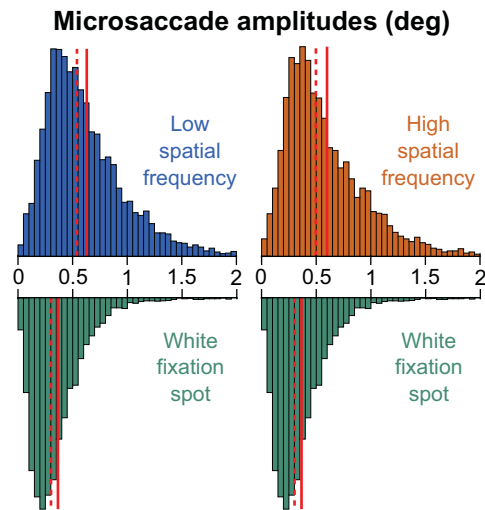 Microsaccade amplitudes (deg)
Low
spatial
frequency
High
spatial
frequency
0 0.5 1 1.5 2
0 0.5 1 1.5 2
White
fixation
spot
White
fixation
spot